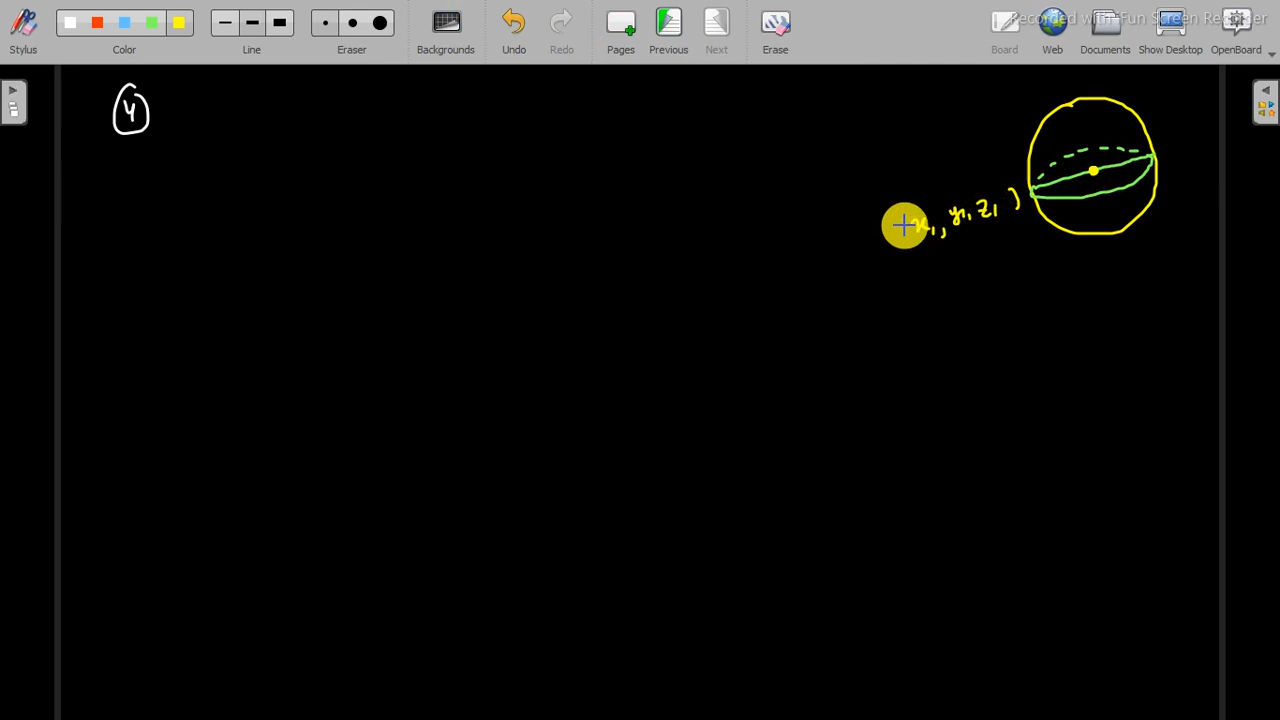 Recorded with Fun Screen Recorder
Stylus Color Line Eraser Backgrounds Undo Redo Pages Previous Next Erase Board Web Documents Show Desktop OpenBoard
4
x₁, y₁, z₁ )